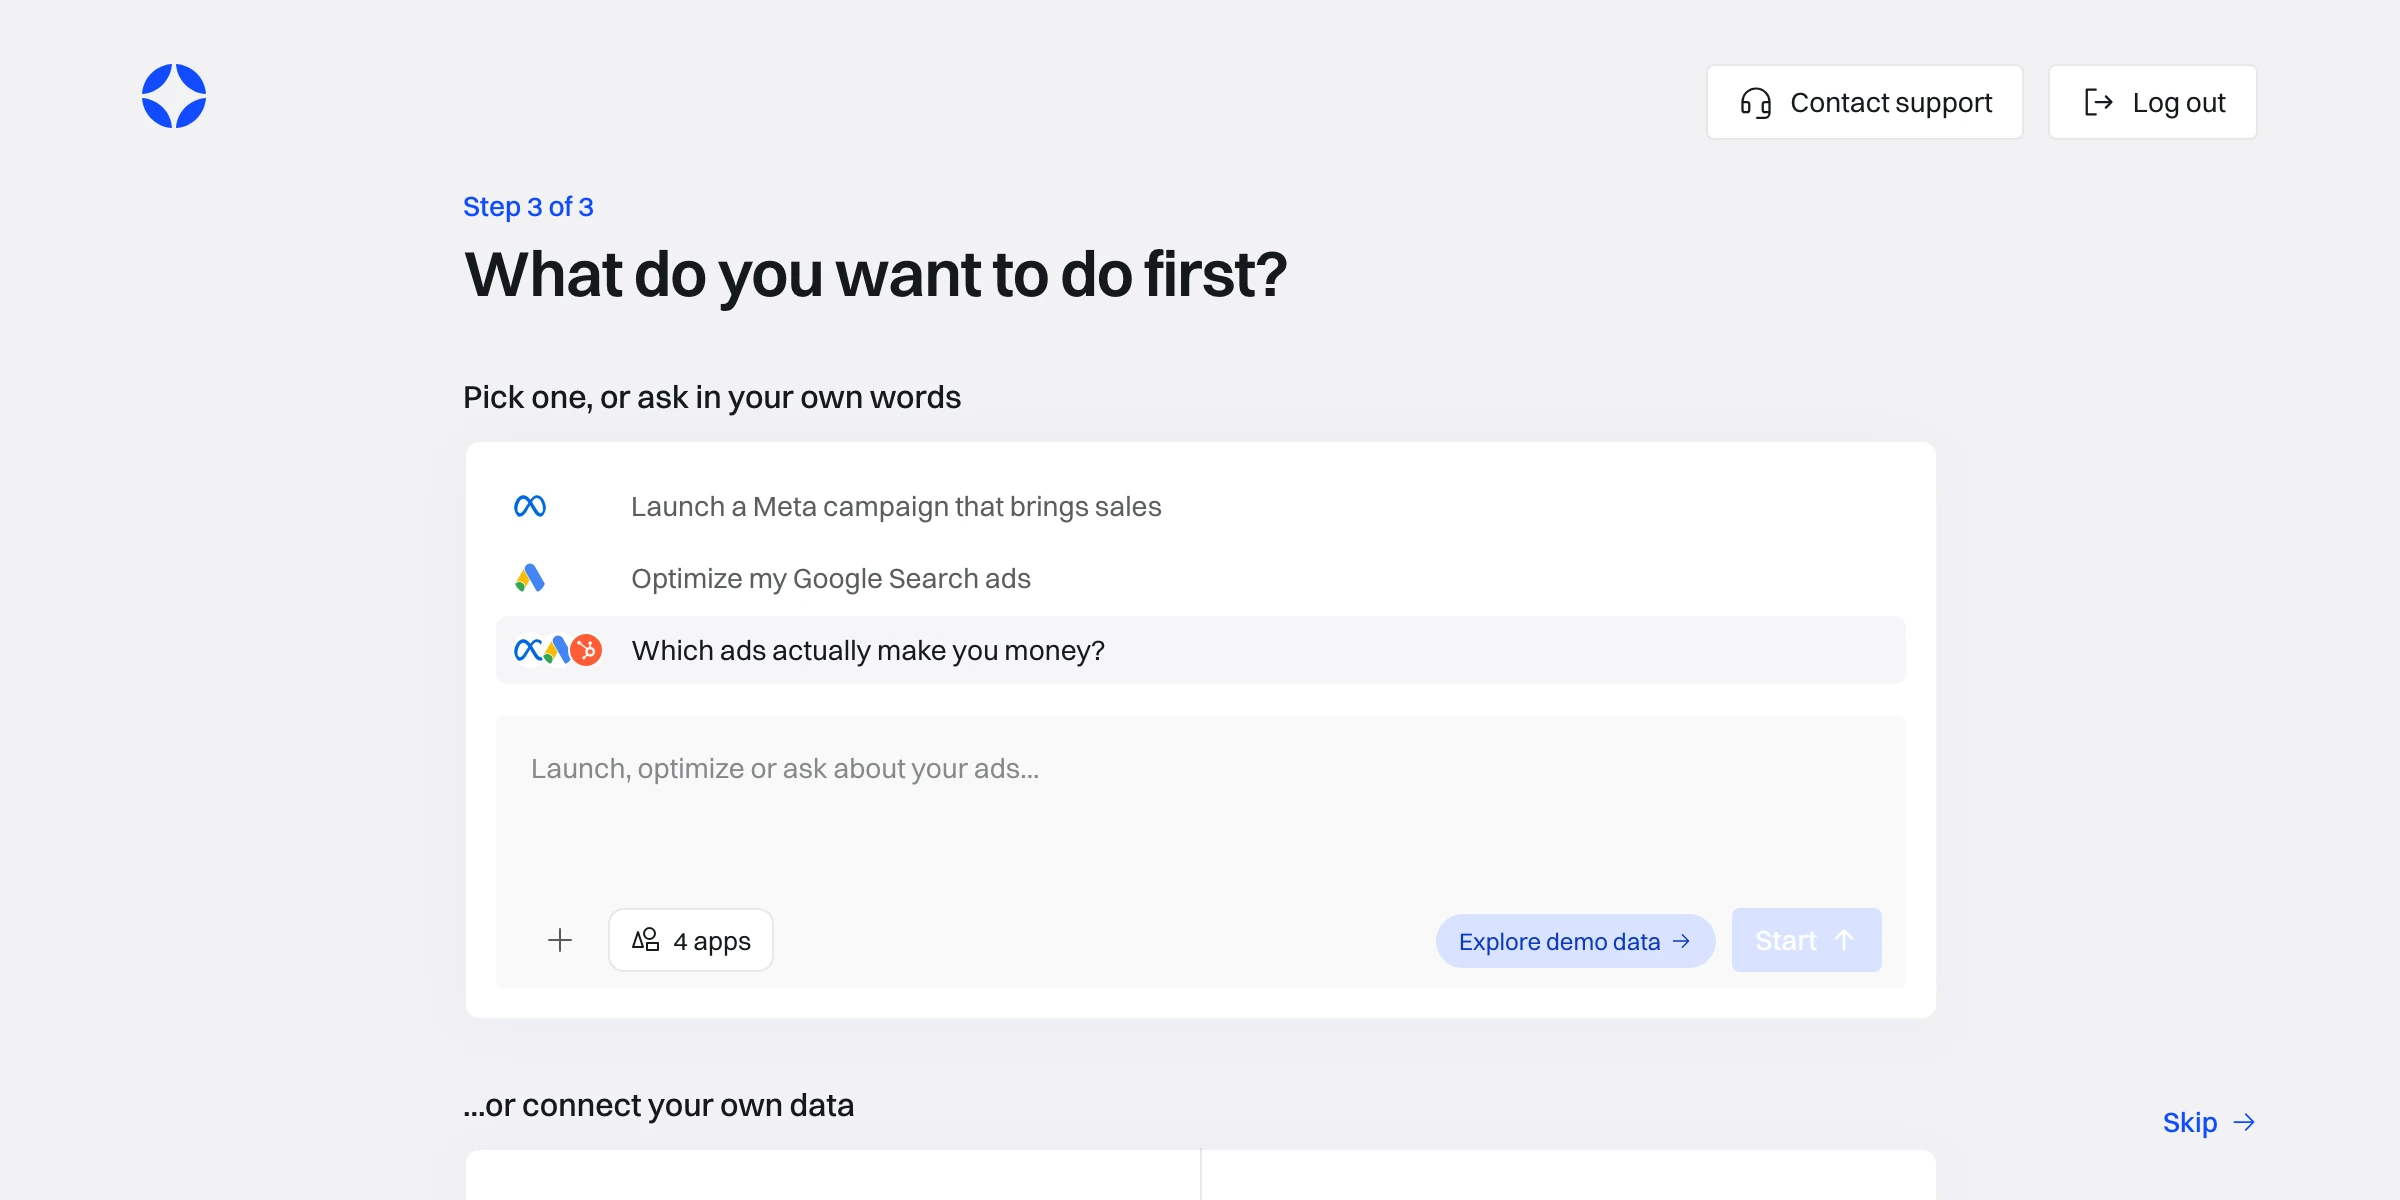 Contact support
Log out
Step 3 of 3
What do you want to do first?
Pick one, or ask in your own words
Launch a Meta campaign that brings sales
Optimize my Google Search ads
Which ads actually make you money?
Launch, optimize or ask about your ads...
4 apps
Explore demo data
Start
...or connect your own data
Skip